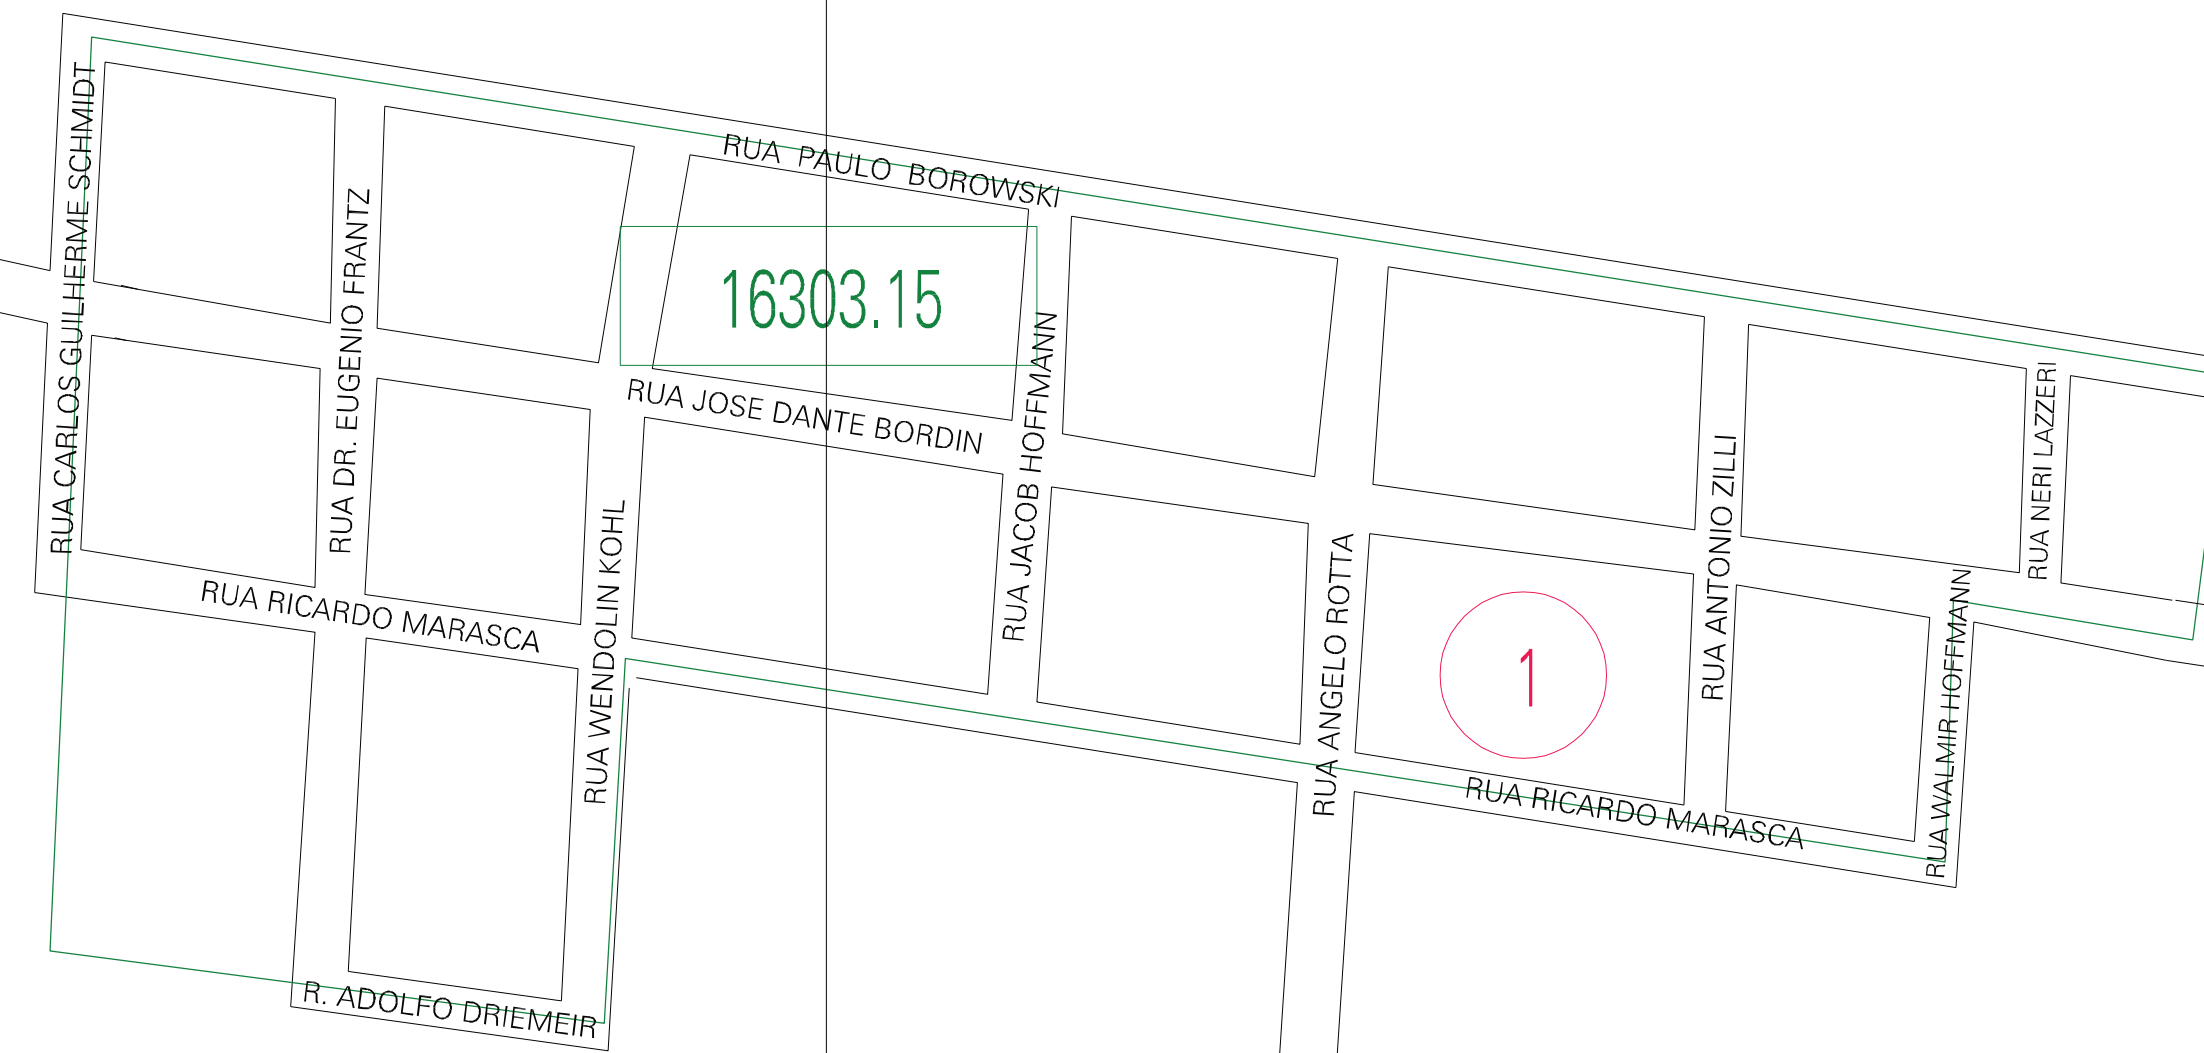 RUA CARLOS GUILHERME SCHMIDT
RUA DR. EUGENIO FRANTZ
RUA PAULO BOROWSKI
16303.15
RUA JOSE DANTE BORDIN
RUA JACOB HOFFMANN
RUA WENDOLIN KOHL
RUA RICARDO MARASCA
R. ADOLFO DRIEMEIR
RUA ANGELO ROTTA
1
RUA RICARDO MARASCA
RUA ANTONIO ZILLI
RUA NERI LAZZERI
RUA WALMIR HOFFMANN